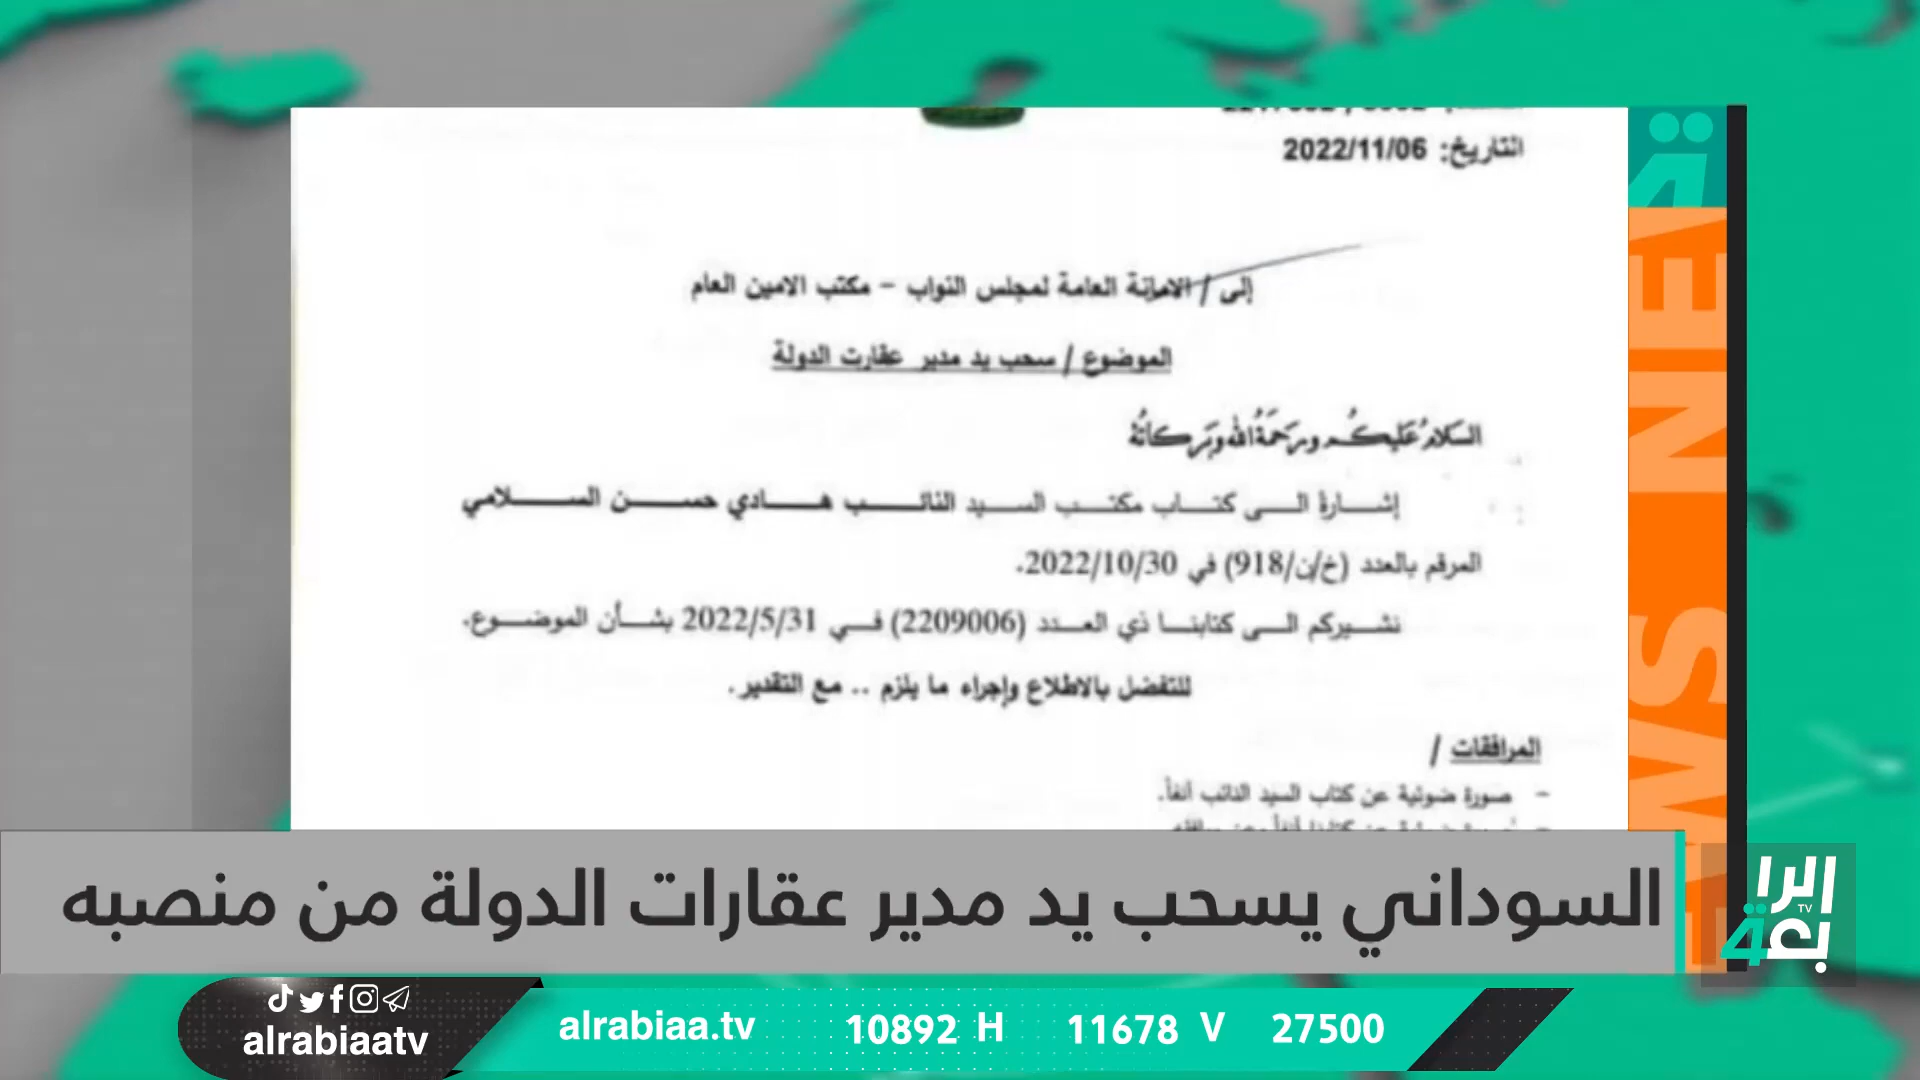 التاريخ: 2022/11/06
إلى / الامانة العامة لمجلس النواب - مكتب الامين العام
الموضوع / سحب يد مدير عقارت الدولة
السلام عليكم ورحمة الله وبركاته
إشارة الى كتاب مكتب السيد النائب هادي حسن السلامي
المرقم بالعدد (خ/ن/918) في 2022/10/30.
نشيركم الى كتابنا ذي العدد (2209006) في 2022/5/31 بشأن الموضوع.
للتفضل بالاطلاع وإجراء ما يلزم .. مع التقدير.
المرافقات /
- صورة ضوئية عن كتاب السيد النائب أنفاً.
NEWS
السوداني يسحب يد مدير عقارات الدولة من منصبه
الرابعة TV
alrabiaatv
alrabiaa.tv 10892 H 11678 V 27500